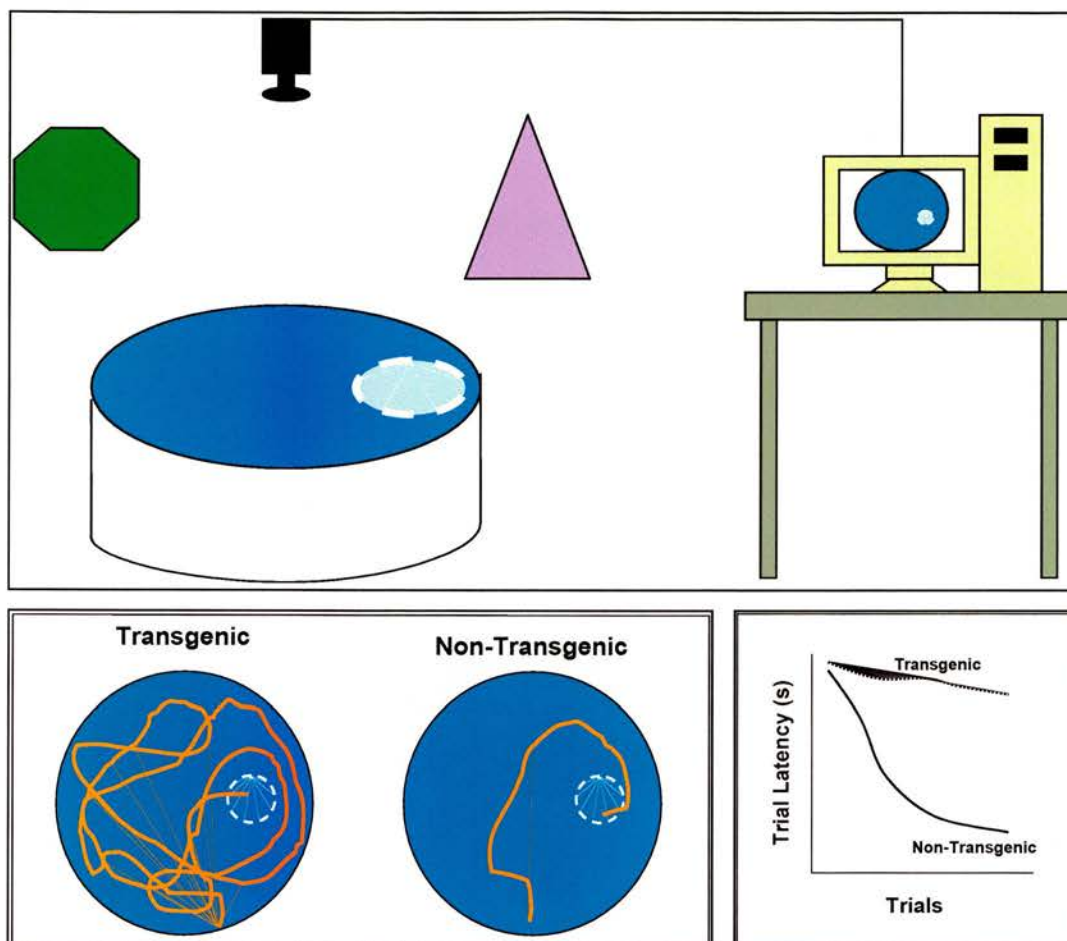 Transgenic
Non-Transgenic
Trial Latency (s)
Transgenic
Non-Transgenic
Trials